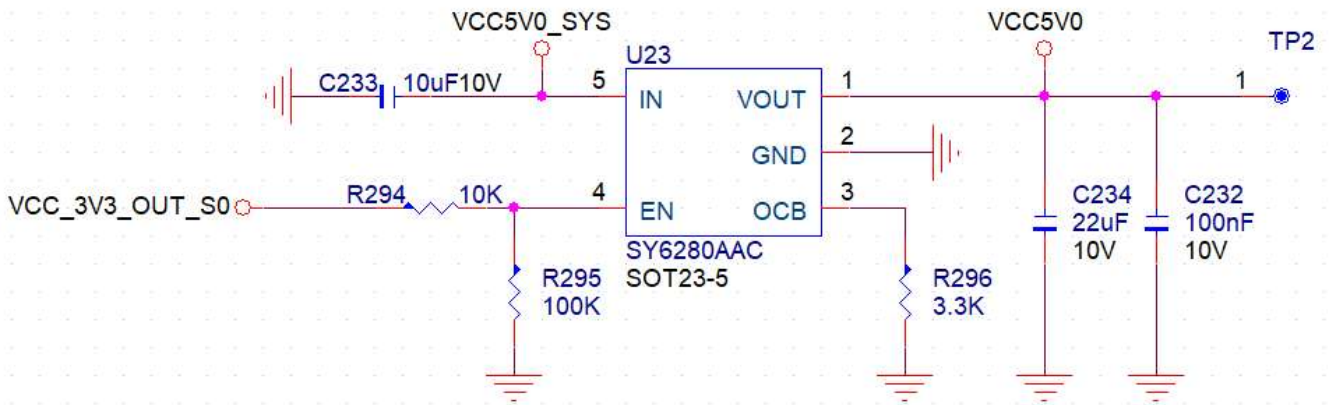 VCC5V0_SYS
VCC5V0
TP2
U23
C233
10uF10V
5
IN
VOUT
1
1
GND
2
VCC_3V3_OUT_S0
R294
10K
4
EN
OCB
3
SY6280AAC
SOT23-5
R295
100K
R296
3.3K
C234
22uF
10V
C232
100nF
10V